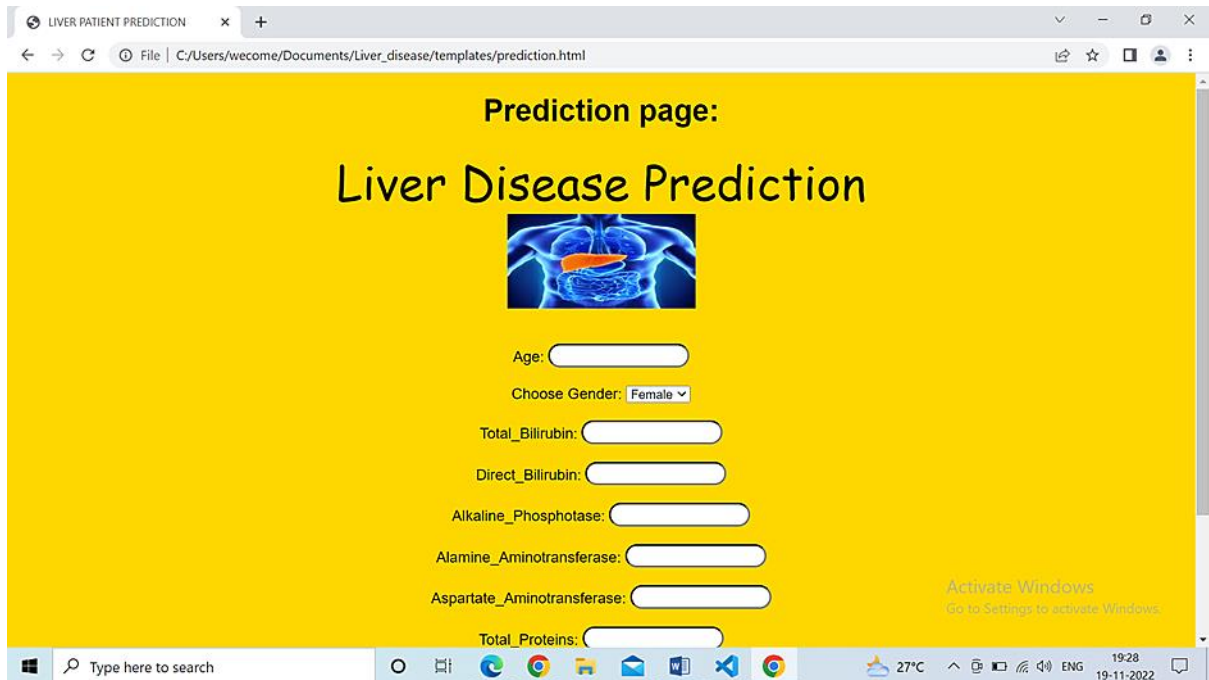 LIVER PATIENT PREDICTION
File | C:/Users/wecome/Documents/Liver_disease/templates/prediction.html
Prediction page:
Liver Disease Prediction
Age:
Choose Gender: Female
Total_Bilirubin:
Direct_Bilirubin:
Alkaline_Phosphotase:
Alamine_Aminotransferase:
Aspartate_Aminotransferase:
Total_Proteins:
Activate Windows
Go to Settings to activate Windows.
Type here to search
27°C ENG 19:28
19-11-2022